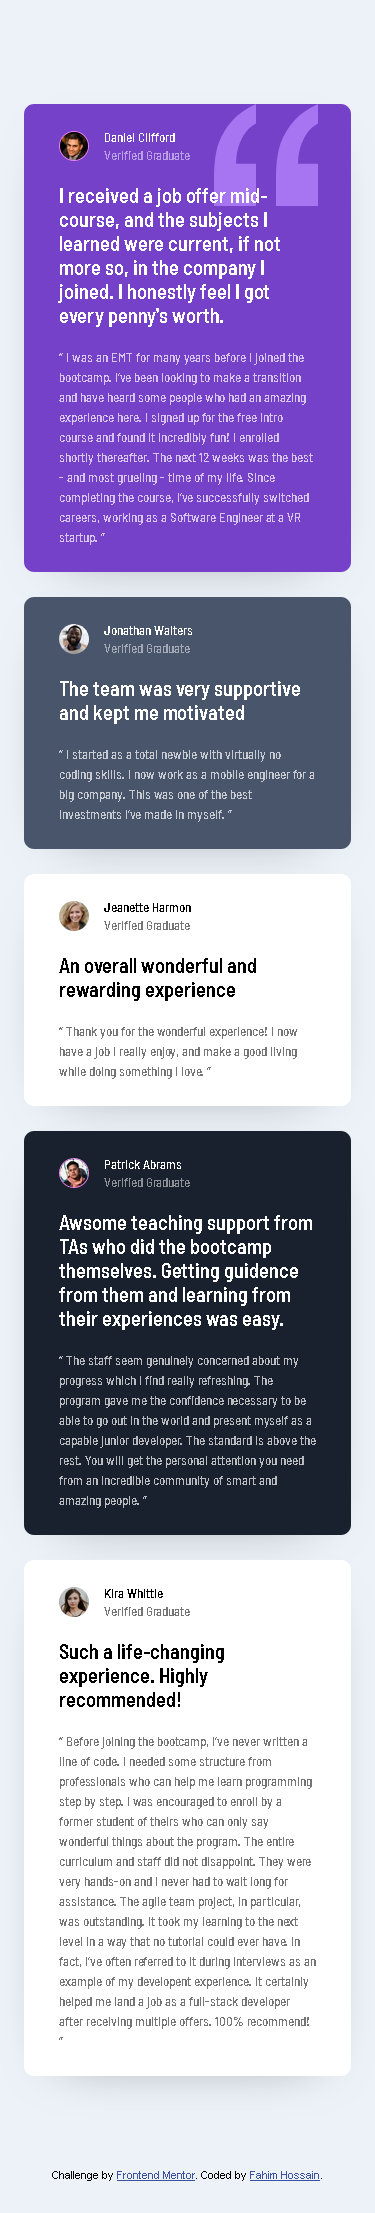 Daniel Clifford
Verified Graduate
I received a job offer mid-
course, and the subjects I
learned were current, if not
more so, in the company I
joined. I honestly feel I got
every penny's worth.
“ I was an EMT for many years before I joined the
bootcamp. I've been looking to make a transition
and have heard some people who had an amazing
experience here. I signed up for the free intro
course and found it incredibly fun! I enrolled
shortly thereafter. The next 12 weeks was the best
- and most grueling - time of my life. Since
completing the course, I've successfully switched
careers, working as a Software Engineer at a VR
startup. ”
Jonathan Walters
Verified Graduate
The team was very supportive
and kept me motivated
“ I started as a total newbie with virtually no
coding skills. I now work as a mobile engineer for a
big company. This was one of the best
investments I've made in myself. ”
Jeanette Harmon
Verified Graduate
An overall wonderful and
rewarding experience
“ Thank you for the wonderful experience! I now
have a job I really enjoy, and make a good living
while doing something I love. ”
Patrick Abrams
Verified Graduate
Awsome teaching support from
TAs who did the bootcamp
themselves. Getting guidence
from them and learning from
their experiences was easy.
“ The staff seem genuinely concerned about my
progress which I find really refreshing. The
program gave me the confidence necessary to be
able to go out in the world and present myself as a
capable junior developer. The standard is above the
rest. You will get the personal attention you need
from an incredible community of smart and
amazing people. ”
Kira Whittle
Verified Graduate
Such a life-changing
experience. Highly
recommended!
“ Before joining the bootcamp, I've never written a
line of code. I needed some structure from
professionals who can help me learn programming
step by step. I was encouraged to enroll by a
former student of theirs who can only say
wonderful things about the program. The entire
curriculum and staff did not disappoint. They were
very hands-on and I never had to wait long for
assistance. The agile team project, in particular,
was outstanding. It took my learning to the next
level in a way that no tutorial could ever have. In
fact, I've often referred to it during interviews as an
example of my developent experience. It certainly
helped me land a job as a full-stack developer
after receiving multiple offers. 100% recommend!
”
Challenge by Frontend Mentor. Coded by Fahim Hossain.